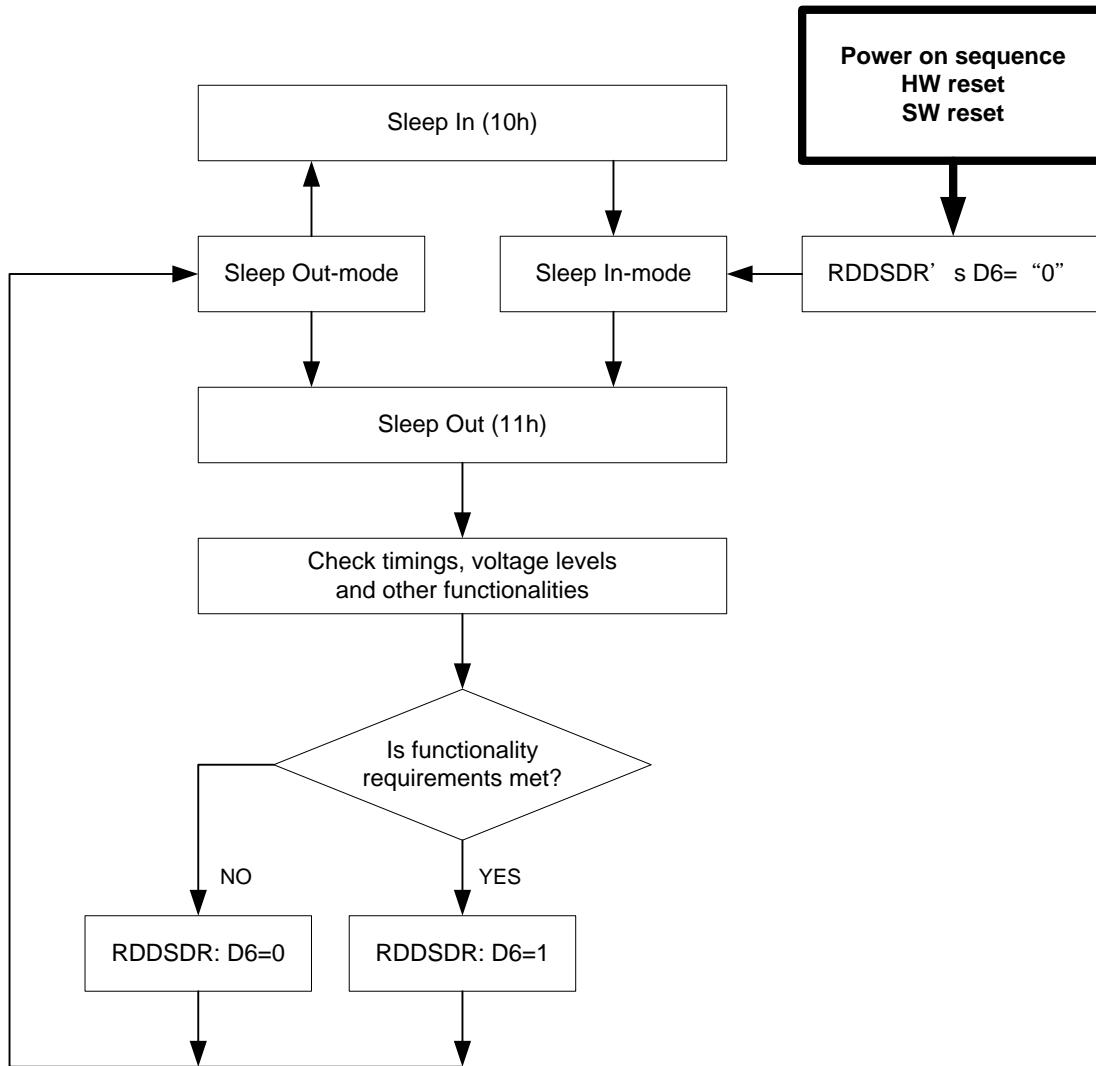 Power on sequence
HW reset
SW reset
Sleep In (10h)
Sleep Out-mode
Sleep In-mode
RDDSDR’ s D6= “0”
Sleep Out (11h)
Check timings, voltage levels
and other functionalities
Is functionality
requirements met?
NO
YES
RDDSDR: D6=0
RDDSDR: D6=1